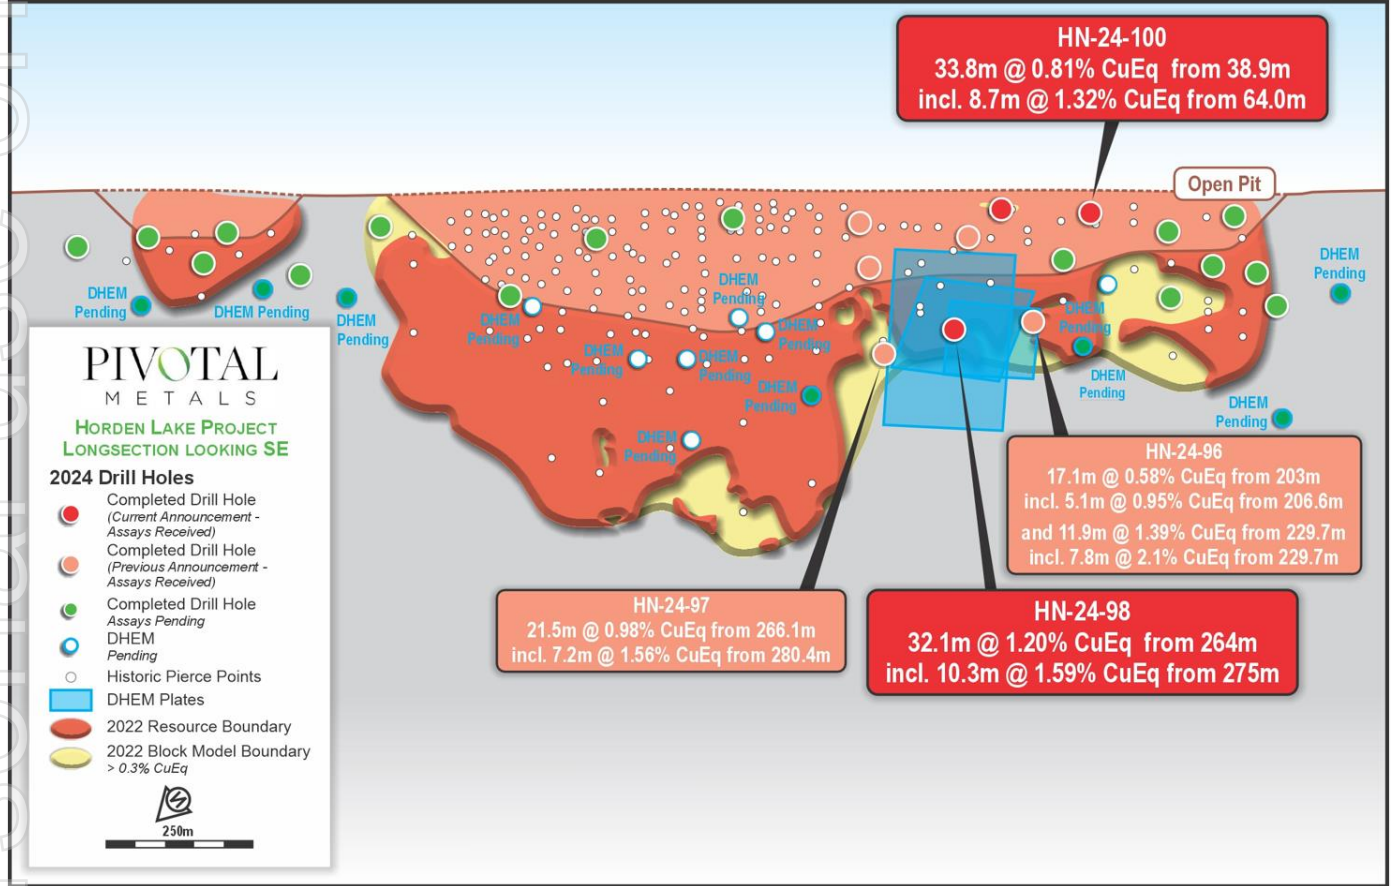 HN-24-100
33.8m @ 0.81% CuEq from 38.9m
incl. 8.7m @ 1.32% CuEq from 64.0m
Open Pit
DHEM
Pending
DHEM Pending
DHEM
Pending
DHEM
Pending
DHEM
Pending
DHEM
Pending
DHEM
Pending
DHEM
Pending
DHEM
Pending
DHEM
Pending
DHEM
Pending
DHEM
Pending
DHEM
Pending
DHEM
Pending
PIVOTAL
METALS
HORDEN LAKE PROJECT
LONGSECTION LOOKING SE
2024 Drill Holes
Completed Drill Hole
(Current Announcement -
Assays Received)
Completed Drill Hole
(Previous Announcement -
Assays Received)
Completed Drill Hole
Assays Pending
DHEM
Pending
Historic Pierce Points
DHEM Plates
2022 Resource Boundary
2022 Block Model Boundary
> 0.3% CuEq
250m
HN-24-96
17.1m @ 0.58% CuEq from 203m
incl. 5.1m @ 0.95% CuEq from 206.6m
and 11.9m @ 1.39% CuEq from 229.7m
incl. 7.8m @ 2.1% CuEq from 229.7m
HN-24-97
21.5m @ 0.98% CuEq from 266.1m
incl. 7.2m @ 1.56% CuEq from 280.4m
HN-24-98
32.1m @ 1.20% CuEq from 264m
incl. 10.3m @ 1.59% CuEq from 275m